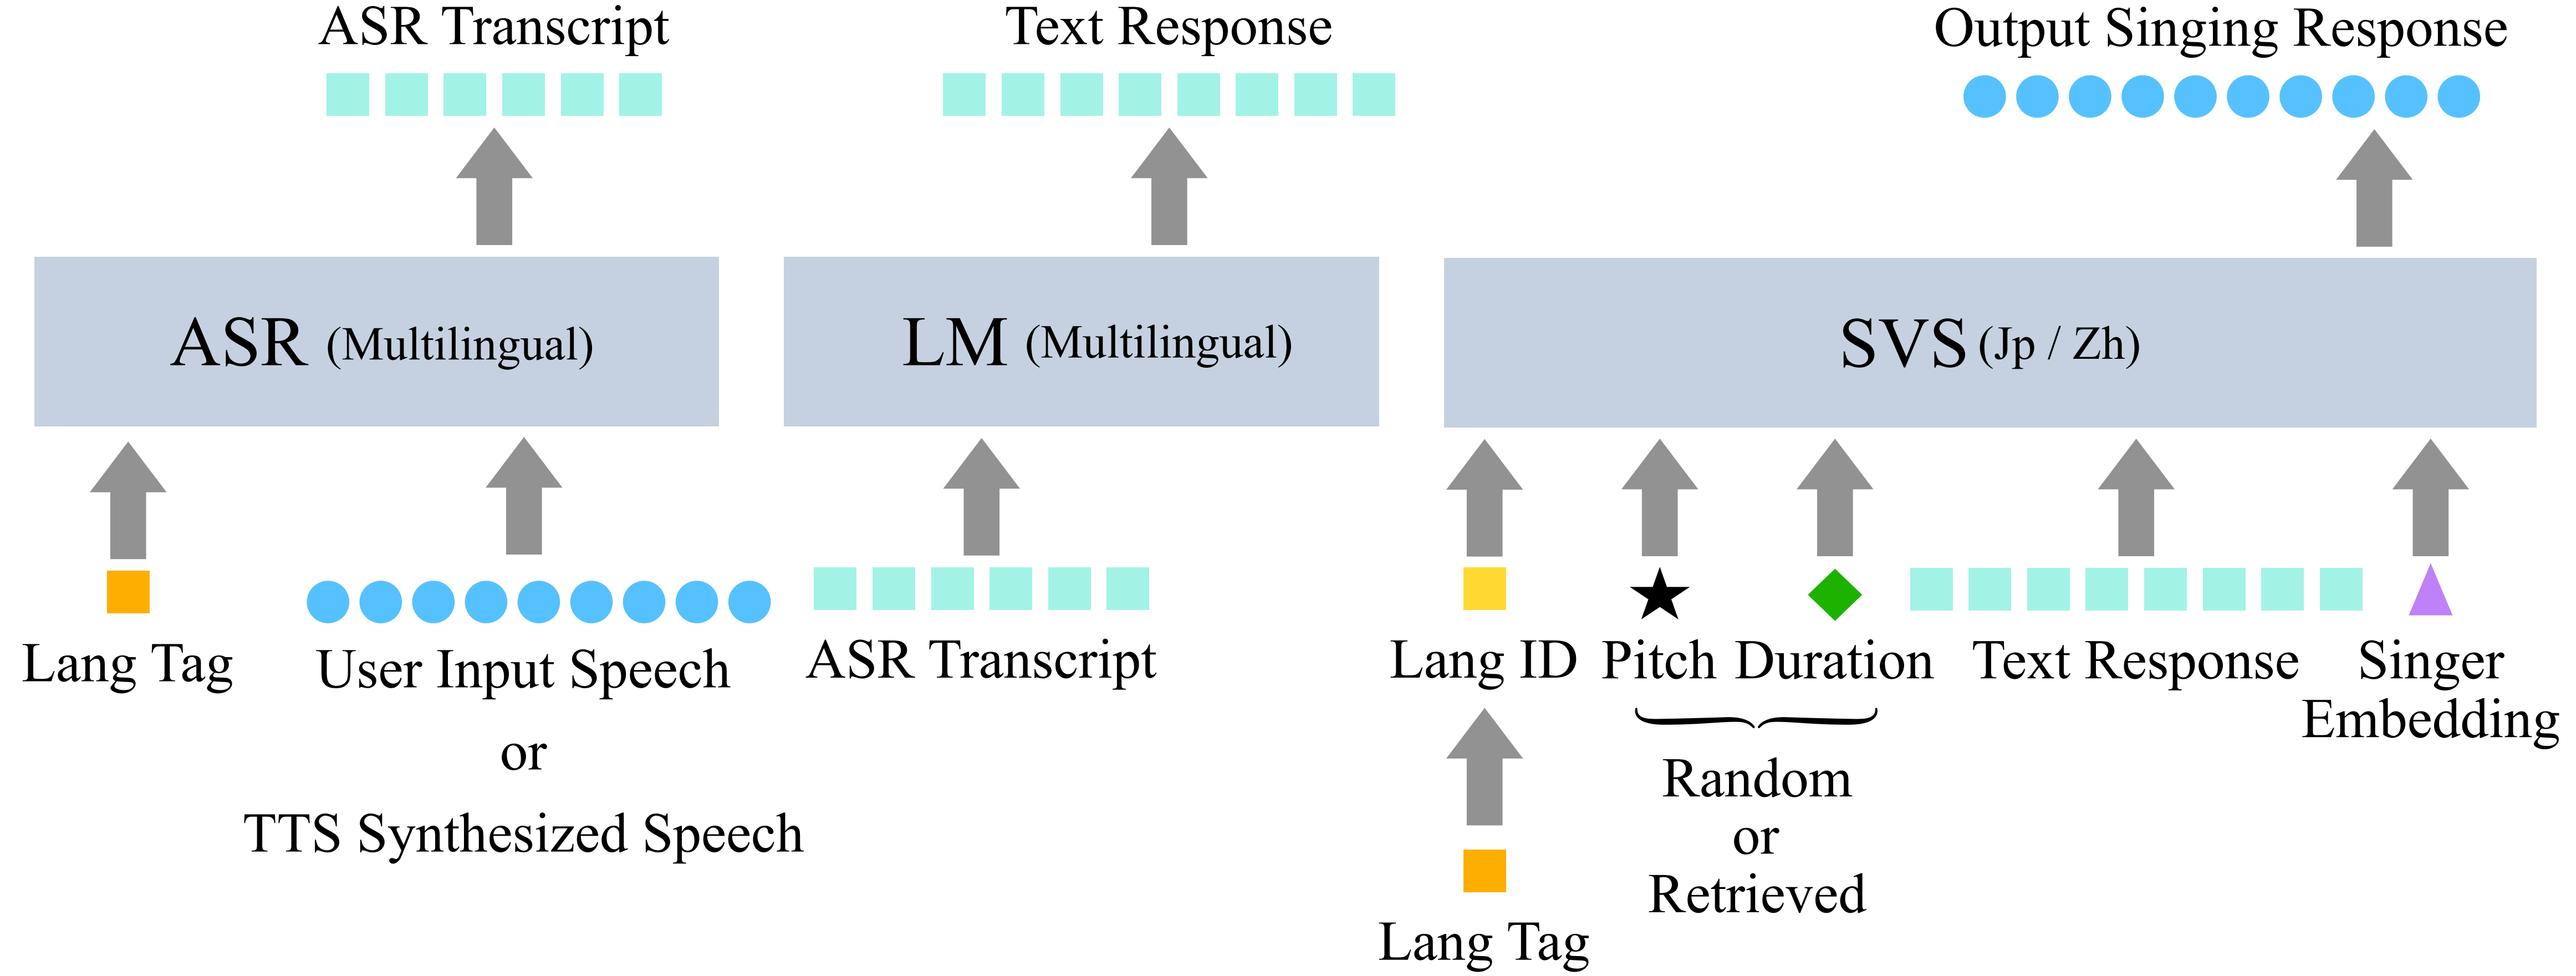 ASR Transcript
Text Response
Output Singing Response
ASR (Multilingual)
LM (Multilingual)
SVS (Jp / Zh)
Lang Tag
User Input Speech
or
TTS Synthesized Speech
ASR Transcript
Lang ID
Pitch
Duration
Text Response
Singer
Embedding
Random
or
Retrieved
Lang Tag